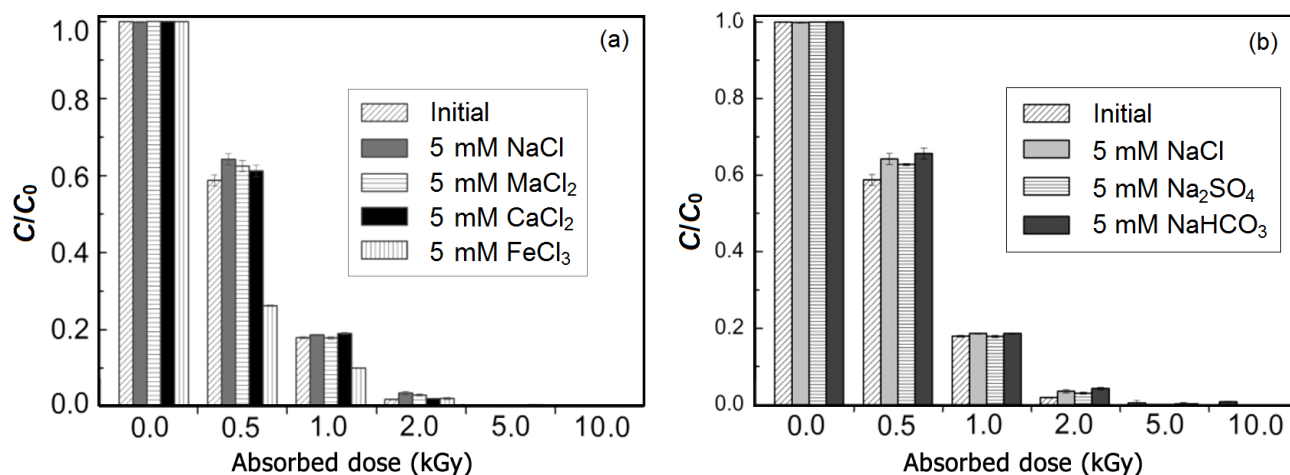 (a)
C/C₀
1.0
0.8
0.6
0.4
0.2
0.0
Initial
5 mM NaCl
5 mM MaCl₂
5 mM CaCl₂
5 mM FeCl₃
0.0 0.5 1.0 2.0 5.0 10.0
Absorbed dose (kGy)
(b)
C/C₀
1.0
0.8
0.6
0.4
0.2
0.0
Initial
5 mM NaCl
5 mM Na₂SO₄
5 mM NaHCO₃
0.0 0.5 1.0 2.0 5.0 10.0
Absorbed dose (kGy)